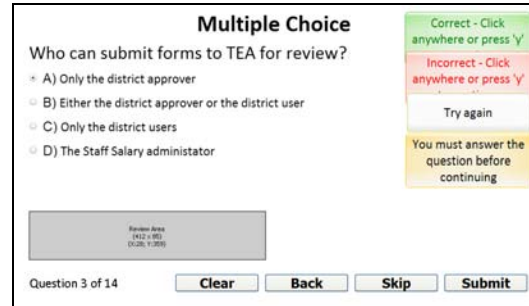 Multiple Choice
Who can submit forms to TEA for review?
A) Only the district approver
B) Either the district approver or the district user
C) Only the district users
D) The Staff Salary administator
Correct - Click
anywhere or press 'y'
Incorrect - Click
anywhere or press 'y'
Try again
You must answer the
question before
continuing
Review Area
(412 x 85)
Question 3 of 14
Clear
Back
Skip
Submit